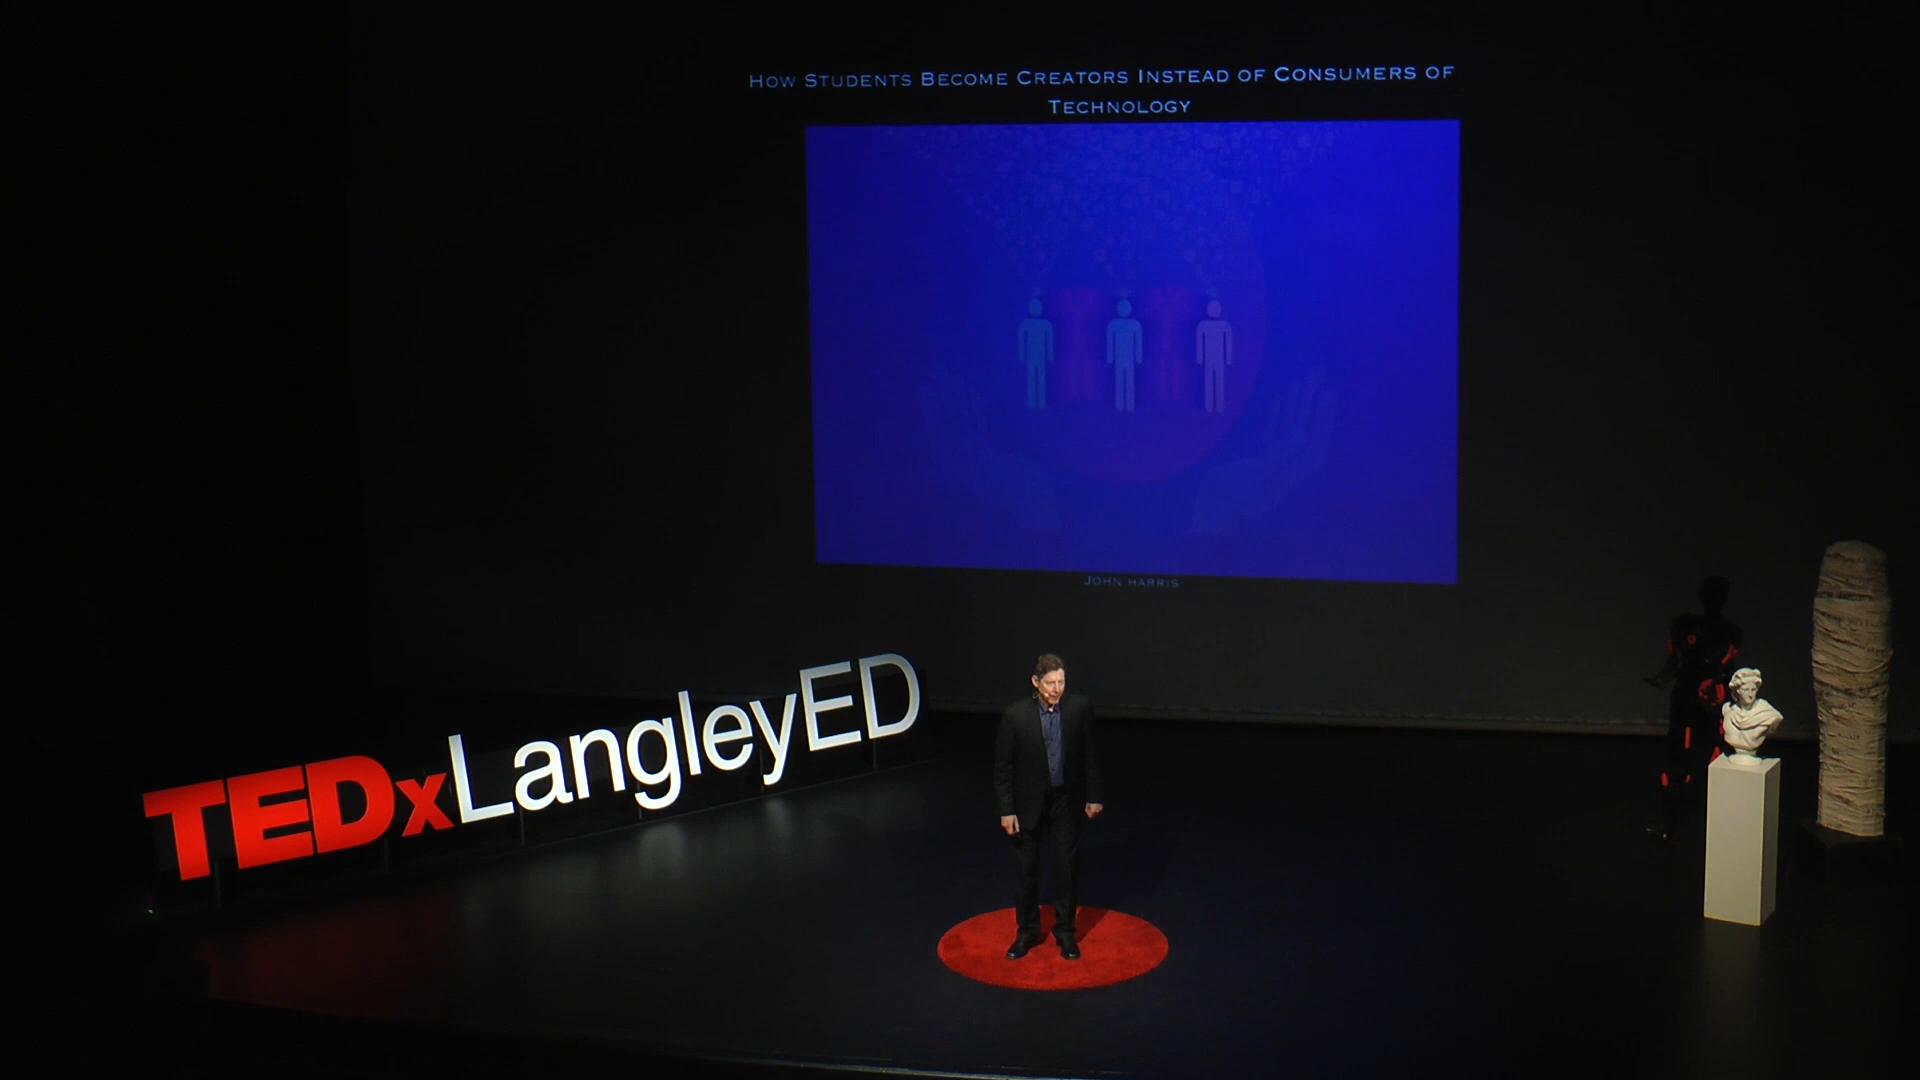 How Students Become Creators Instead of Consumers of
Technology
John Harris
TEDxLangleyED